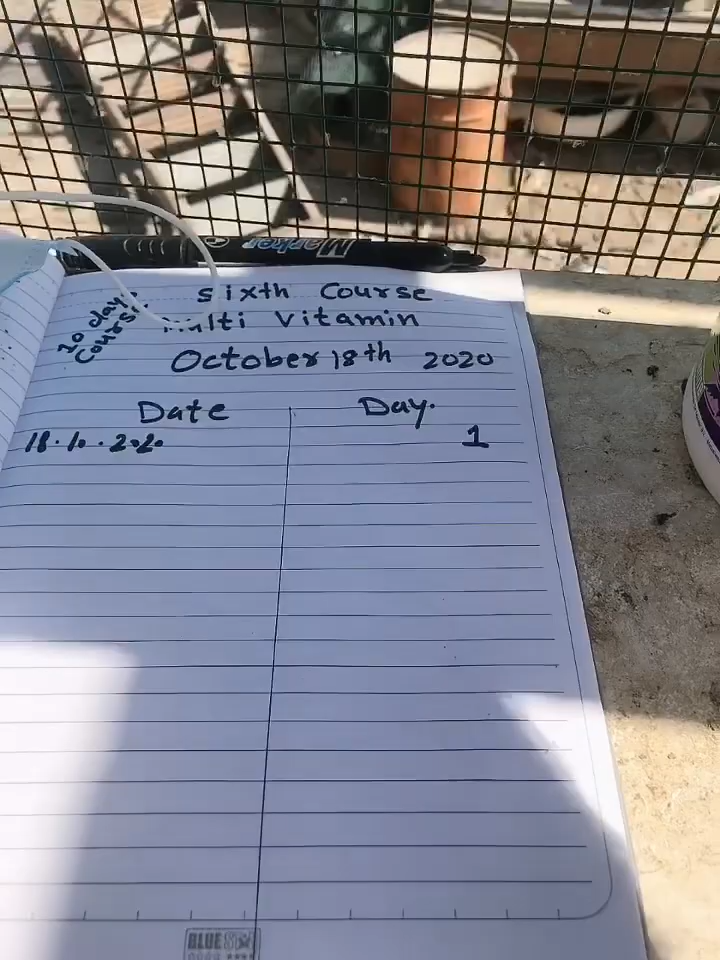 Marker
Sixth Course
Multi Vitamin
10 days
Course
October 18th 2020
Date Day.
18.10.2020 1
BLUE